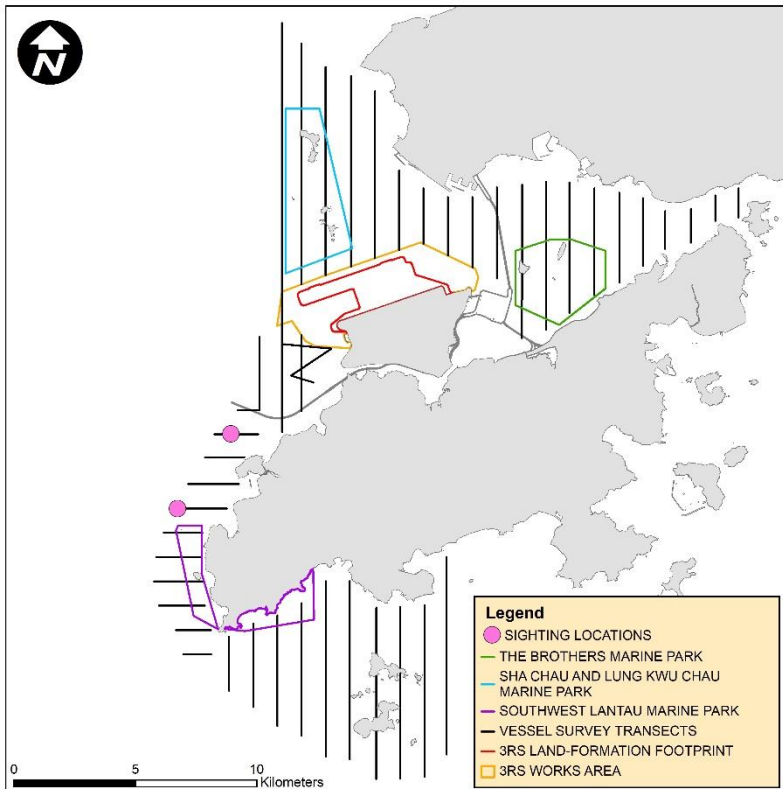 N
Legend
SIGHTING LOCATIONS
THE BROTHERS MARINE PARK
SHA CHAU AND LUNG KWU CHAU
MARINE PARK
SOUTHWEST LANTAU MARINE PARK
VESSEL SURVEY TRANSECTS
3RS LAND-FORMATION FOOTPRINT
3RS WORKS AREA
0 5 10
Kilometers